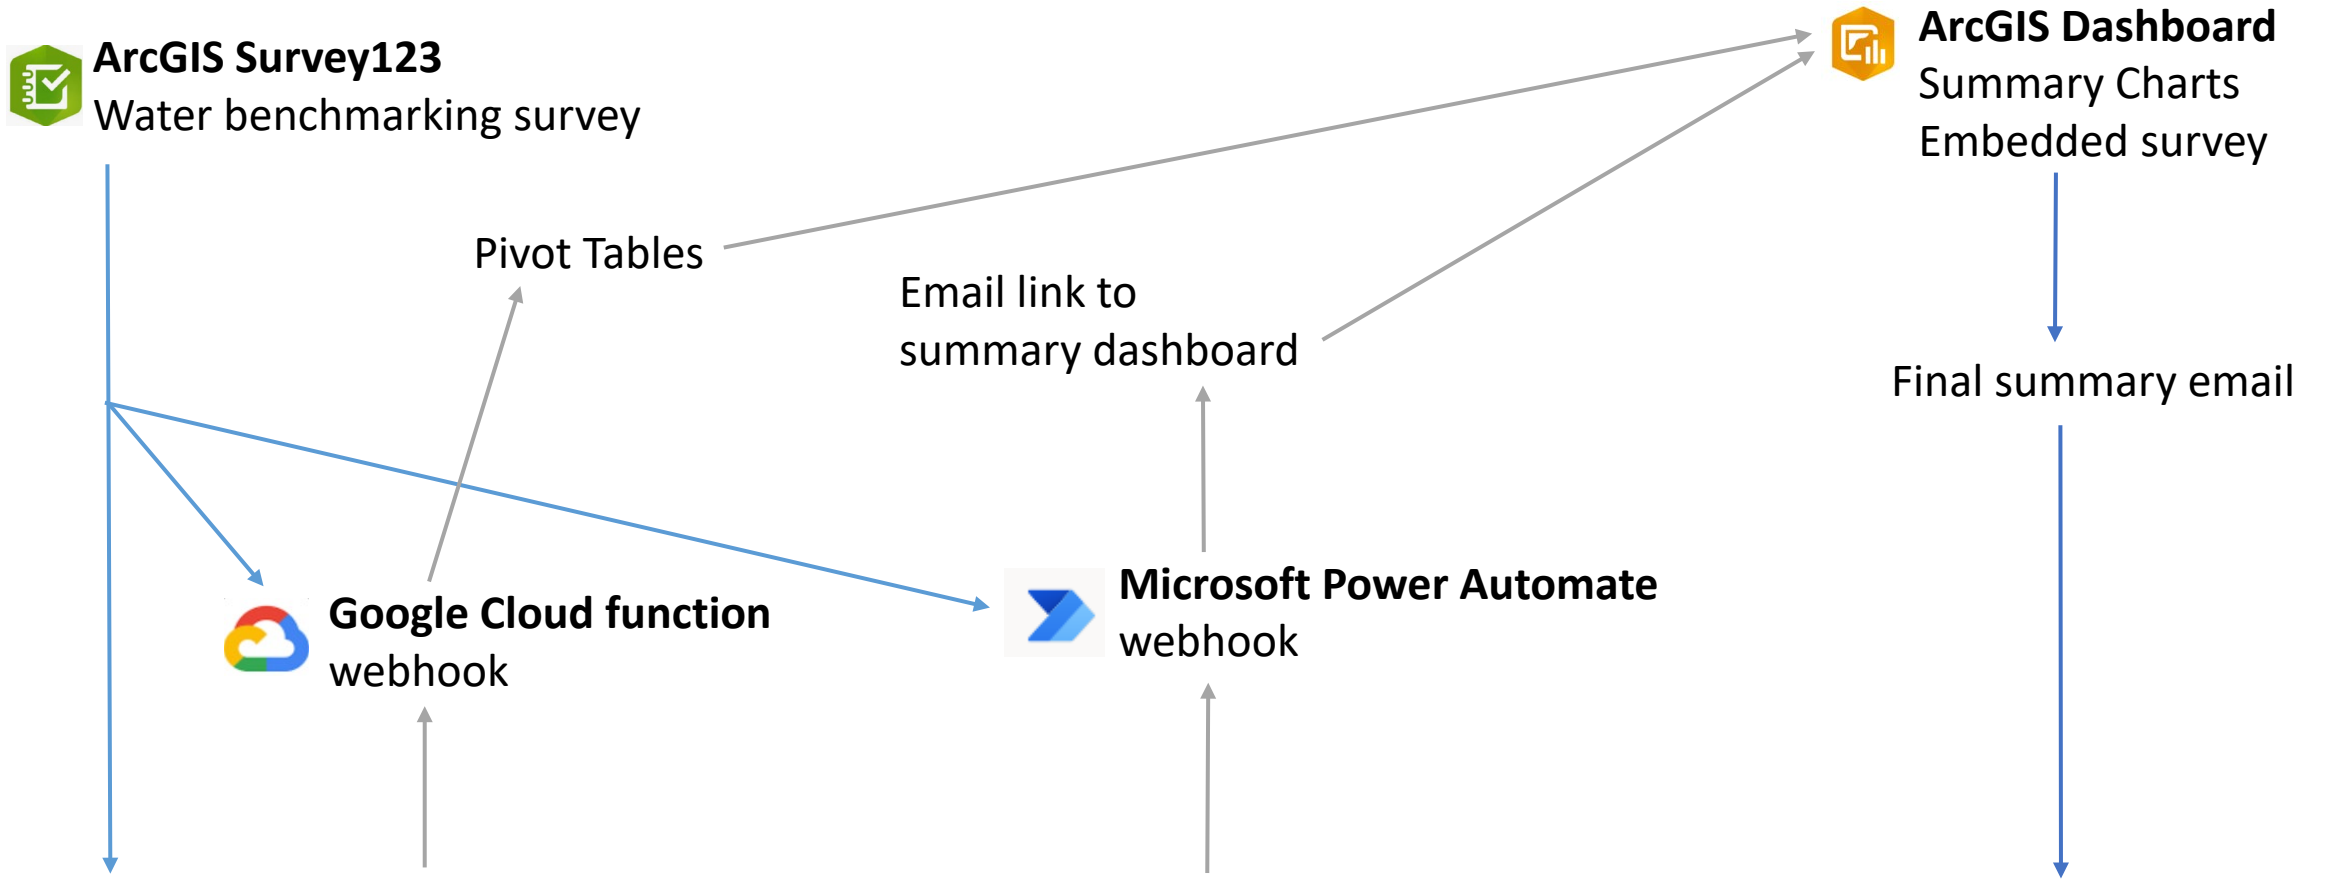 ArcGIS Survey123
Water benchmarking survey
ArcGIS Dashboard
Summary Charts
Embedded survey
Pivot Tables
Email link to
summary dashboard
Final summary email
Google Cloud function
webhook
Microsoft Power Automate
webhook